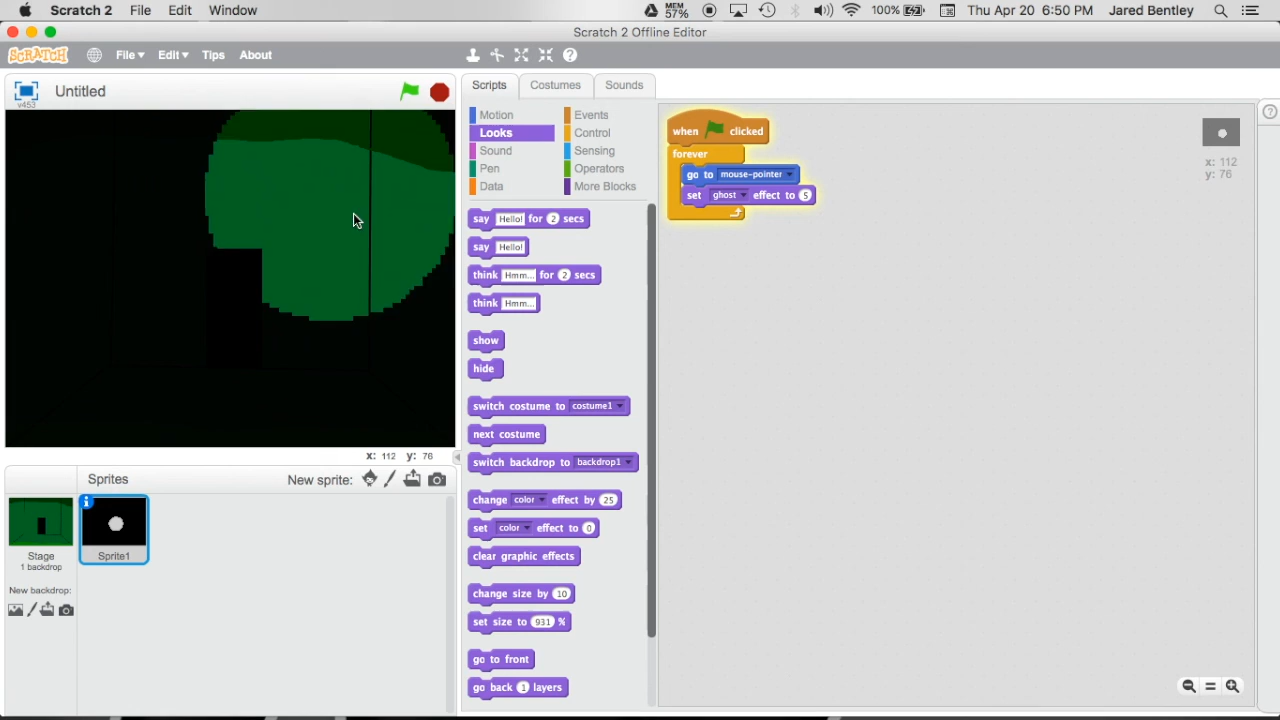 Scratch 2 File Edit Window MEM 57% 100% Thu Apr 20 6:50 PM Jared Bentley
Scratch 2 Offline Editor
SCRATCH File Edit Tips About ?
v453 Untitled
Scripts Costumes Sounds
Motion Events
Looks Control
Sound Sensing
Pen Operators
Data More Blocks
say Hello! for 2 secs
say Hello!
think Hmm... for 2 secs
think Hmm...
show
hide
switch costume to costume1
next costume
switch backdrop to backdrop1
change color effect by 25
set color effect to 0
clear graphic effects
change size by 10
set size to 931 %
go to front
go back 1 layers
when clicked
forever
go to mouse-pointer
set ghost effect to 5
x: 112
y: 76
?
x: 112 y: 76
Sprites New sprite:
i
Stage
1 backdrop
Sprite1
New backdrop: